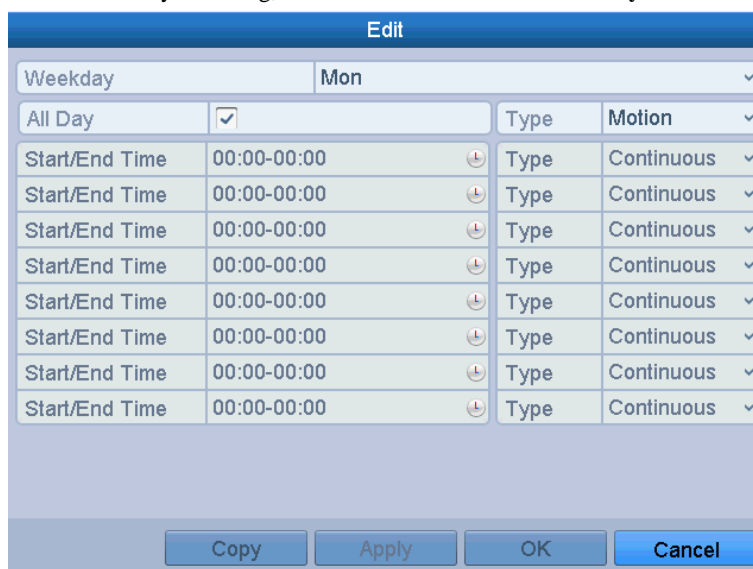 Edit
Weekday Mon
All Day Type Motion
Start/End Time 00:00-00:00 Type Continuous
Start/End Time 00:00-00:00 Type Continuous
Start/End Time 00:00-00:00 Type Continuous
Start/End Time 00:00-00:00 Type Continuous
Start/End Time 00:00-00:00 Type Continuous
Start/End Time 00:00-00:00 Type Continuous
Start/End Time 00:00-00:00 Type Continuous
Start/End Time 00:00-00:00 Type Continuous
Copy Apply OK Cancel